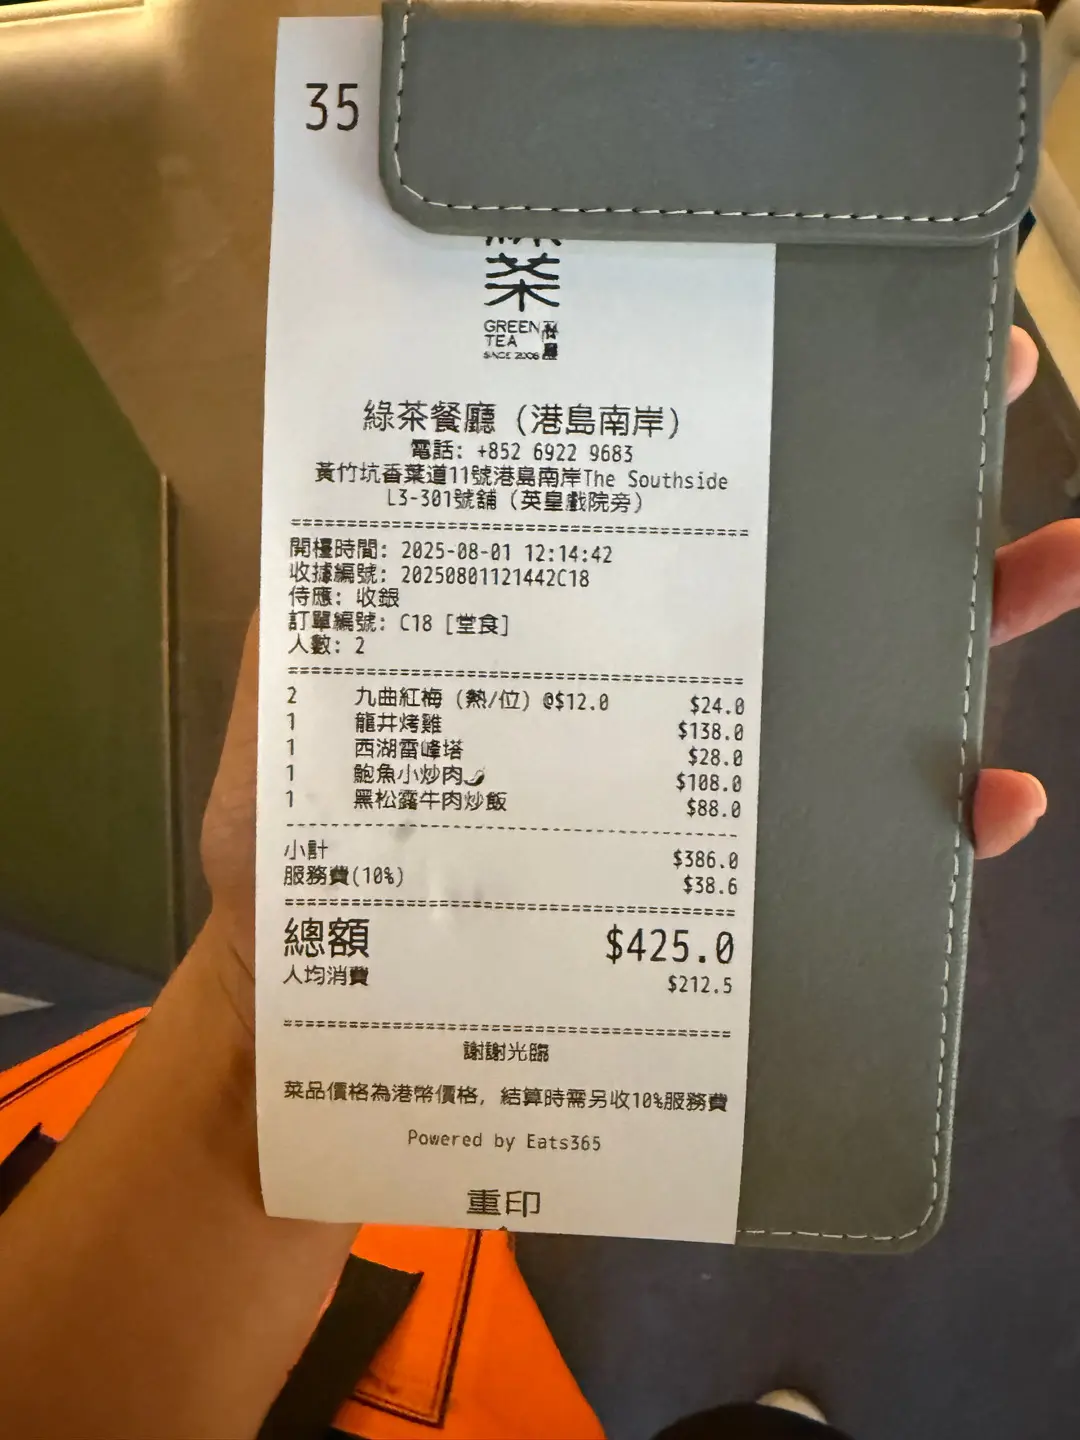 35
茶
GREEN
TEA
SINCE 2008
綠茶餐廳（港島南岸）
電話: +852 6922 9683
黃竹坑香葉道11號港島南岸The Southside
L3-301號舖（英皇戲院旁）
開檯時間: 2025-08-01 12:14:42
收據編號: 20250801121442C18
侍應: 收銀
訂單編號: C18 [堂食]
人數: 2
2 九曲紅梅（熱/位）@$12.0 $24.0
1 龍井烤雞 $138.0
1 西湖雷峰塔 $28.0
1 鮑魚小炒肉🌶 $108.0
1 黑松露牛肉炒飯 $88.0
小計 $386.0
服務費(10%) $38.6
總額 $425.0
人均消費 $212.5
謝謝光臨
菜品價格為港幣價格, 結算時需另收10%服務費
Powered by Eats365
重印